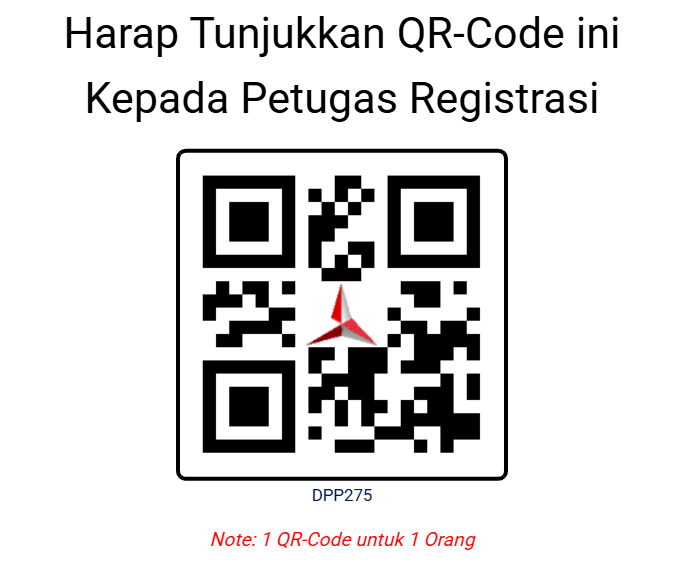 Harap Tunjukkan QR-Code ini
Kepada Petugas Registrasi
DPP275
Note: 1 QR-Code untuk 1 Orang